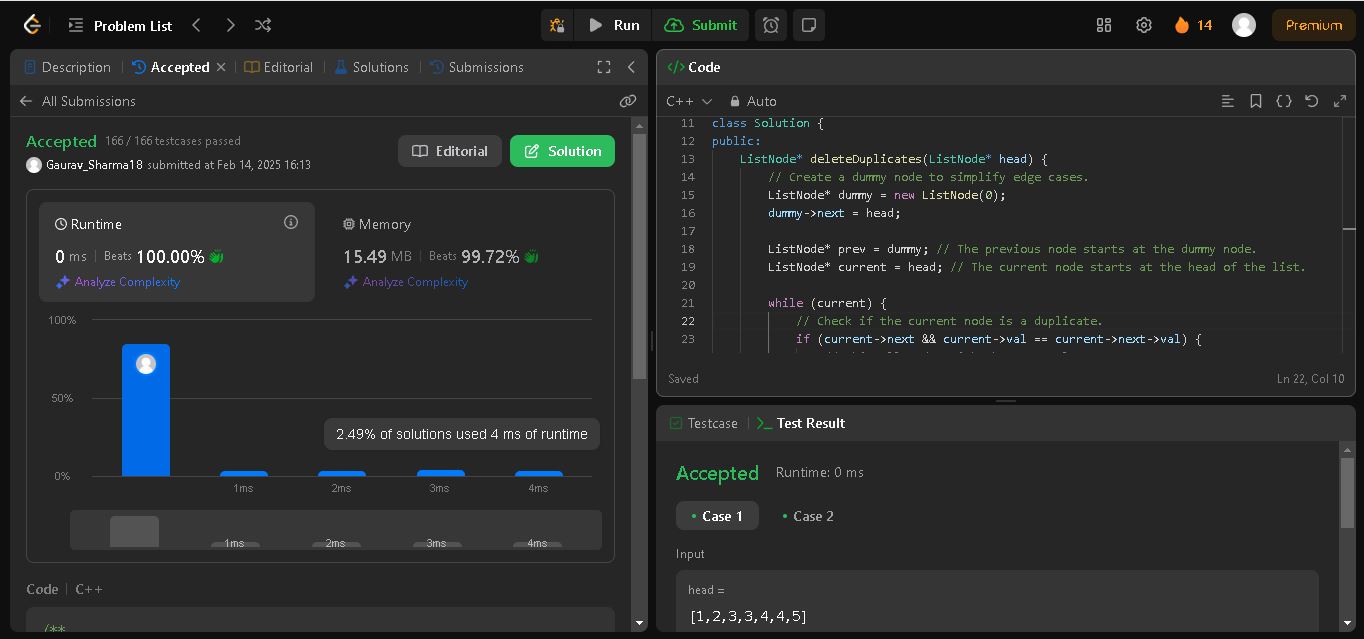 Problem List
Run
Submit
14
Premium
Description
Accepted
Editorial
Solutions
Submissions
All Submissions
Accepted 166 / 166 testcases passed
Gaurav_Sharma18 submitted at Feb 14, 2025 16:13
Editorial
Solution
Runtime
0 ms | Beats 100.00%
Analyze Complexity
Memory
15.49 MB | Beats 99.72%
Analyze Complexity
100%
50%
0%
2.49% of solutions used 4 ms of runtime
1ms 2ms 3ms 4ms
1ms 2ms 3ms 4ms
Code | C++
/**
</> Code
C++ Auto
11 class Solution {
12 public:
13 ListNode* deleteDuplicates(ListNode* head) {
14 // Create a dummy node to simplify edge cases.
15 ListNode* dummy = new ListNode(0);
16 dummy->next = head;
17
18 ListNode* prev = dummy; // The previous node starts at the dummy node.
19 ListNode* current = head; // The current node starts at the head of the list.
20
21 while (current) {
22 // Check if the current node is a duplicate.
23 if (current->next && current->val == current->next->val) {
Saved
Ln 22, Col 10
Testcase
Test Result
Accepted Runtime: 0 ms
Case 1
Case 2
Input
head =
[1,2,3,3,4,4,5]